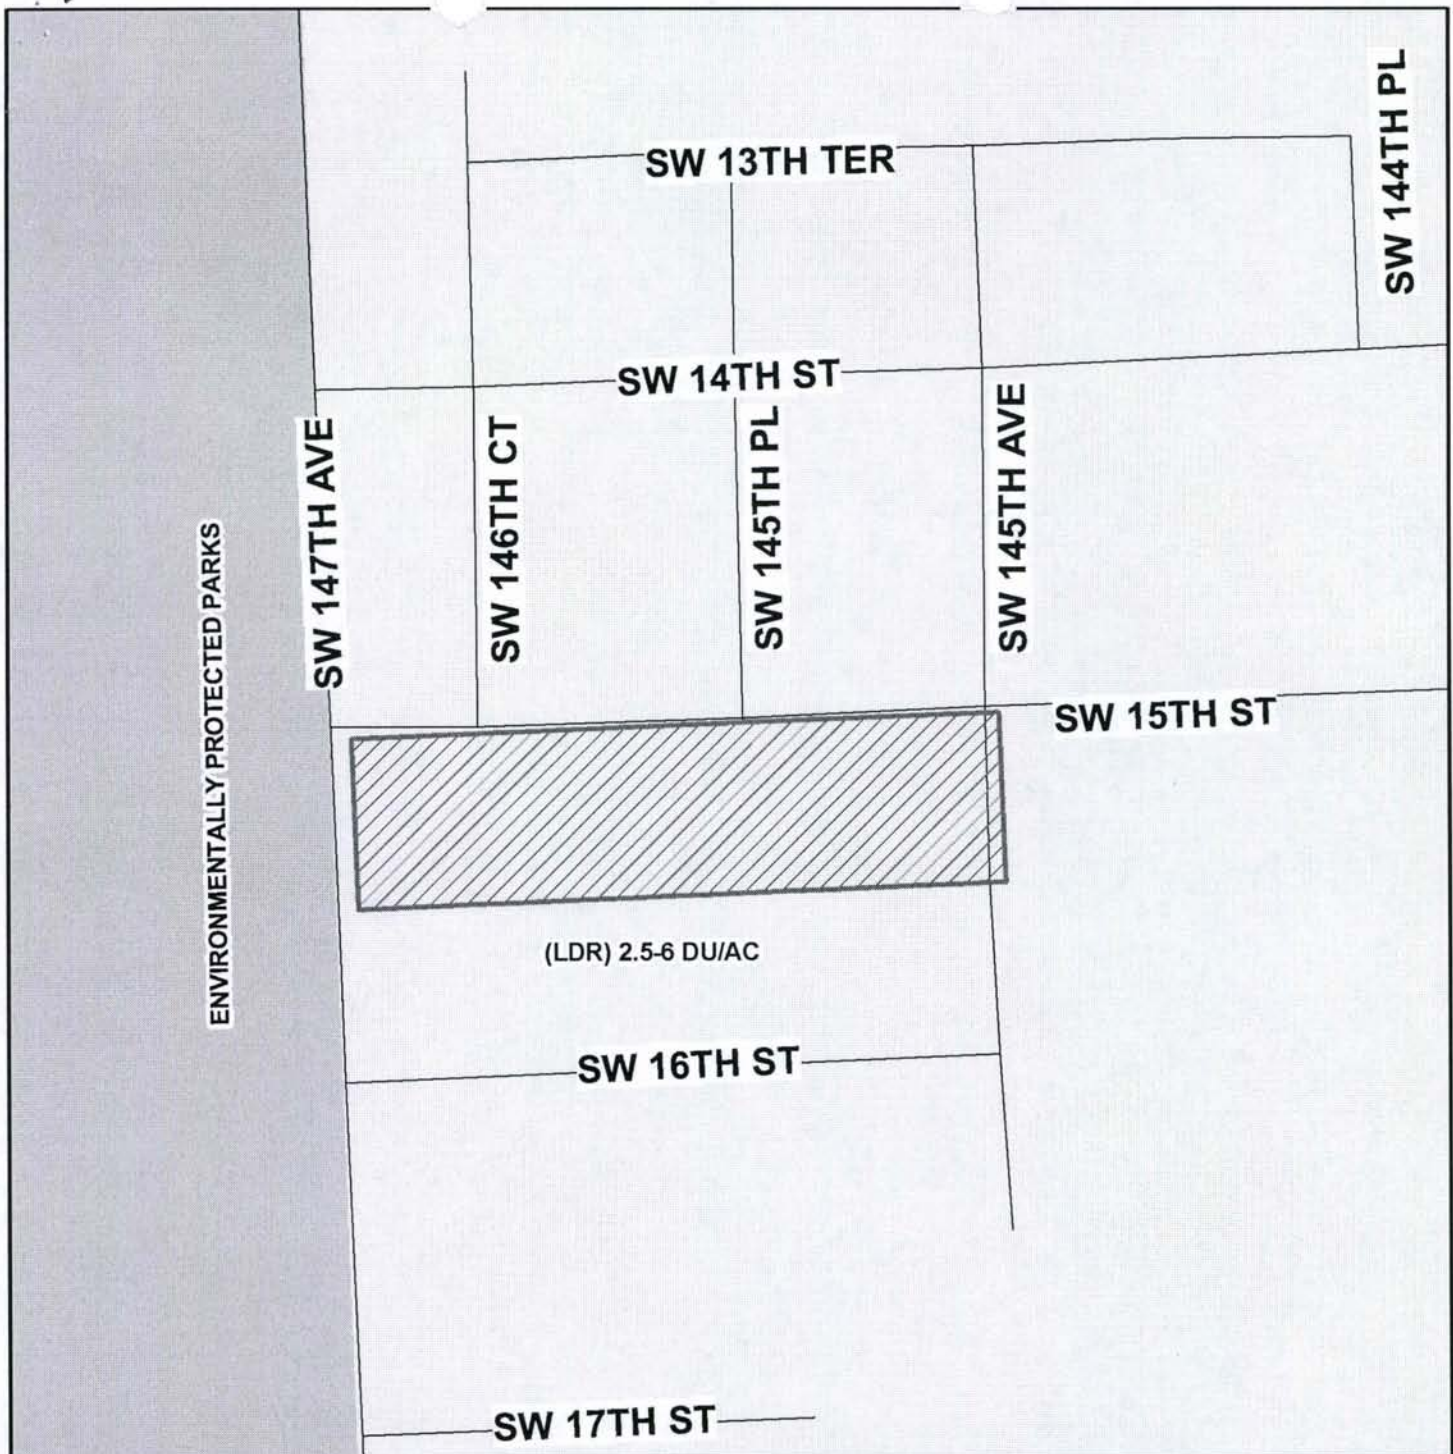 SW 13TH TER
SW 144TH PL
SW 14TH ST
SW 147TH AVE
SW 146TH CT
SW 145TH PL
SW 145TH AVE
ENVIRONMENTALLY PROTECTED PARKS
SW 15TH ST
(LDR) 2.5-6 DU/AC
SW 16TH ST
SW 17TH ST